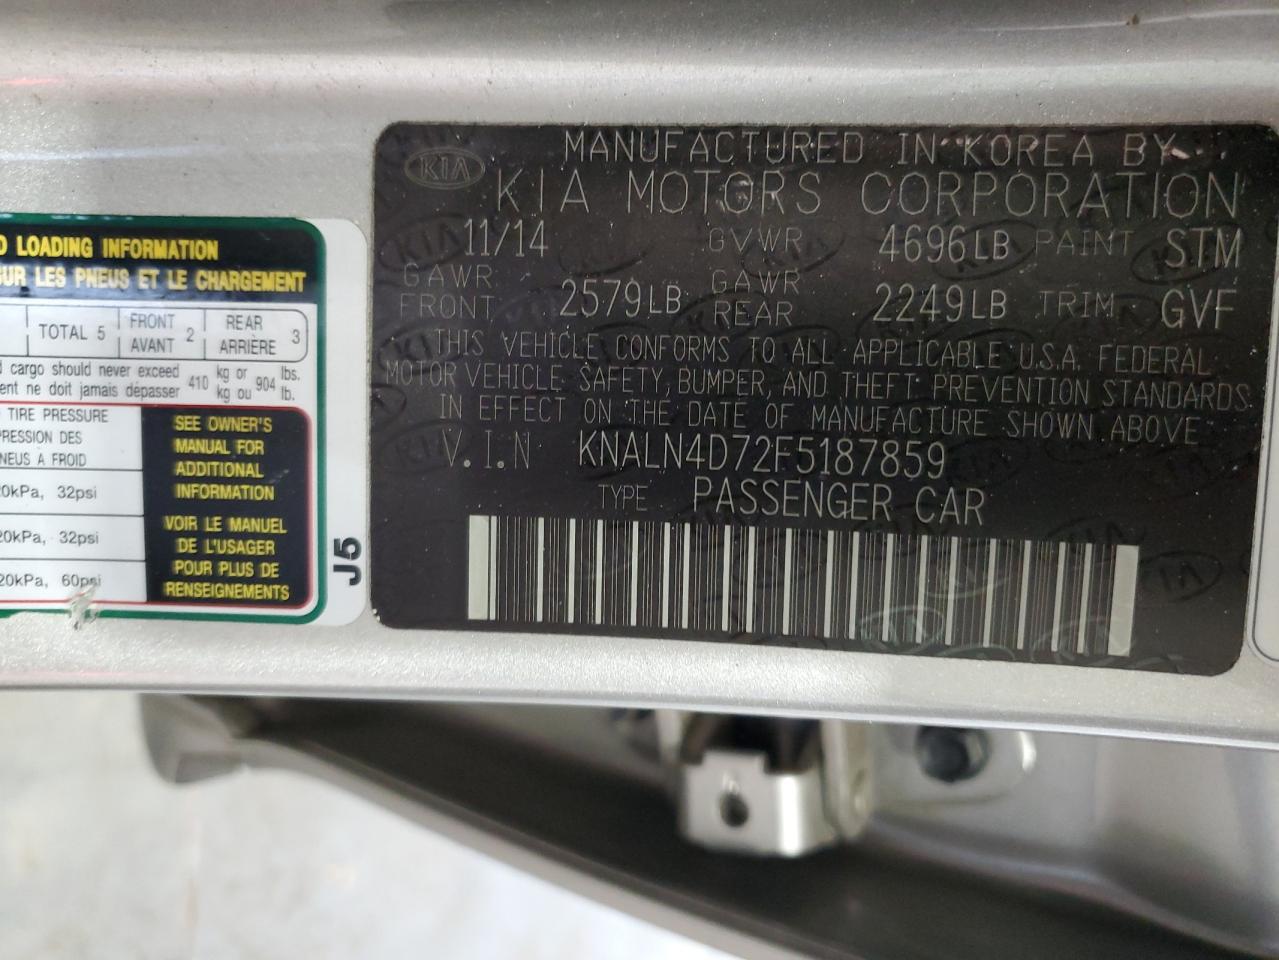 D LOADING INFORMATION
SUR LES PNEUS ET LE CHARGEMENT
TOTAL 5 FRONT AVANT 2 REAR ARRIÈRE 3
d cargo should never exceed 410 kg or 904 lbs.
ent ne doit jamais dépasser kg ou lb.
TIRE PRESSURE
RESSION DES
NEUS À FROID
20kPa, 32psi
20kPa, 32psi
20kPa, 60psi
SEE OWNER'S
MANUAL FOR
ADDITIONAL
INFORMATION
VOIR LE MANUEL
DE L'USAGER
POUR PLUS DE
RENSEIGNEMENTS
J5
KIA
MANUFACTURED IN KOREA BY
KIA MOTORS CORPORATION
11/14 GVWR 4696LB PAINT STM
GAWR FRONT 2579LB GAWR REAR 2249LB TRIM GVF
THIS VEHICLE CONFORMS TO ALL APPLICABLE U.S.A. FEDERAL
MOTOR VEHICLE SAFETY, BUMPER, AND THEFT PREVENTION STANDARDS
IN EFFECT ON THE DATE OF MANUFACTURE SHOWN ABOVE
V.I.N KNALN4D72F5187859
TYPE PASSENGER CAR